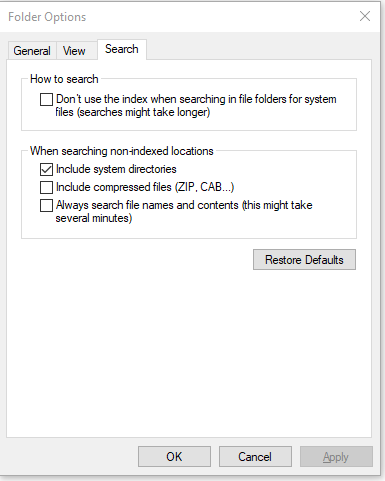 Folder Options
General View Search
How to search
Don't use the index when searching in file folders for system
files (searches might take longer)
When searching non-indexed locations
Include system directories
Include compressed files (ZIP, CAB...)
Always search file names and contents (this might take
several minutes)
Restore Defaults
OK Cancel Apply